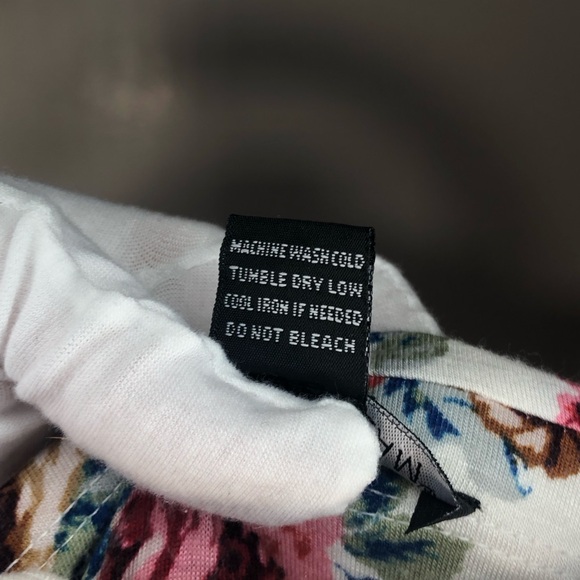 MACHINE WASH COLD
TUMBLE DRY LOW
COOL IRON IF NEEDED
DO NOT BLEACH